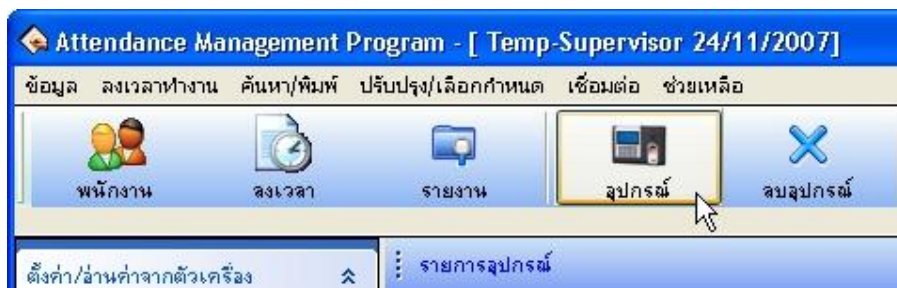 Attendance Management Program - [ Temp-Supervisor 24/11/2007]
ข้อมูล ลงเวลาทำงาน ค้นหา/พิมพ์ ปรับปรุง/เลือกกำหนด เชื่อมต่อ ช่วยเหลือ
พนักงาน ลงเวลา รายงาน อุปกรณ์ ลบอุปกรณ์
ตั้งค่า/อ่านค่าจากตัวเครื่อง รายการอุปกรณ์